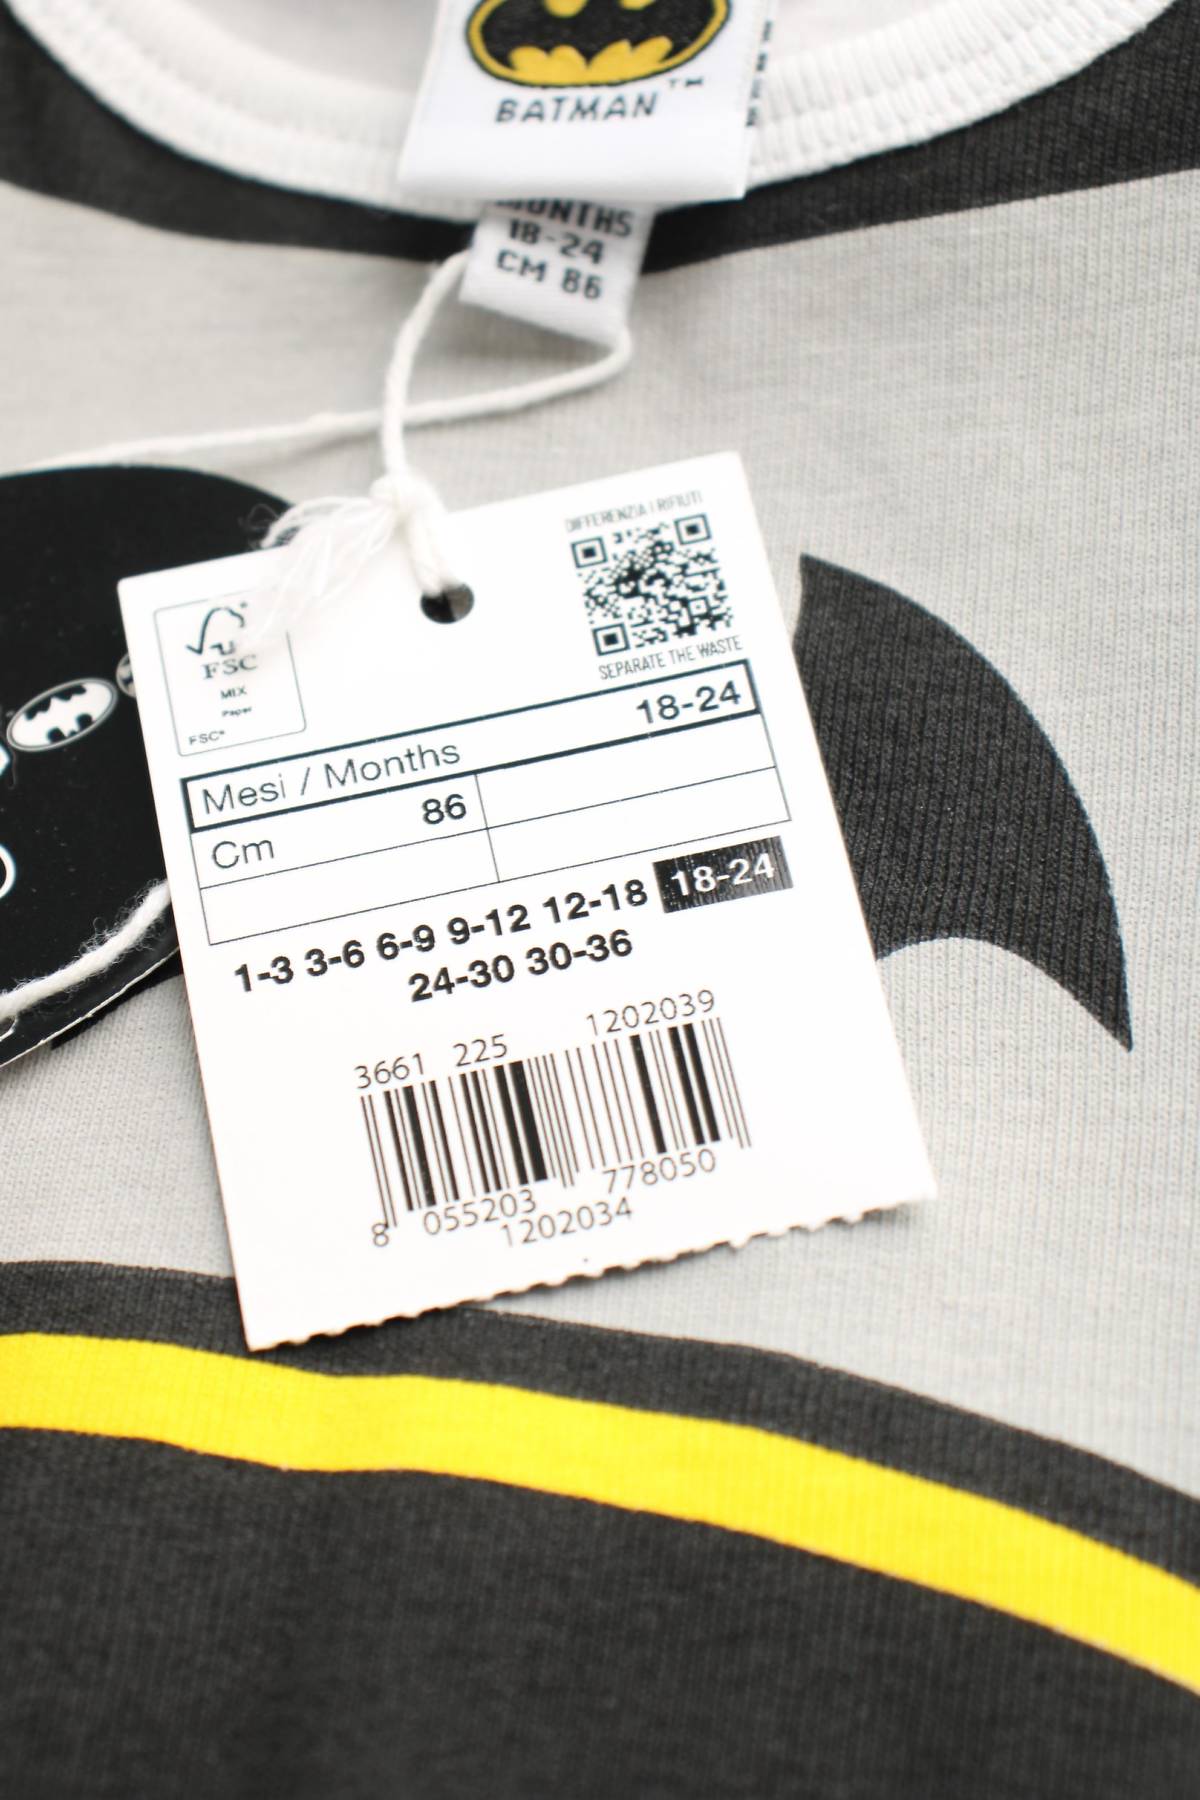 BATMAN™
MONTHS
18-24
CM 86
DIFFERENZIA I RIFIUTI
SEPARATE THE WASTE
FSC
MIX
Paper
FSC®
Mesi / Months 18-24
Cm 86
1-3 3-6 6-9 9-12 12-18 18-24
24-30 30-36
3661 225 1202039
8 055203 778050
1202034